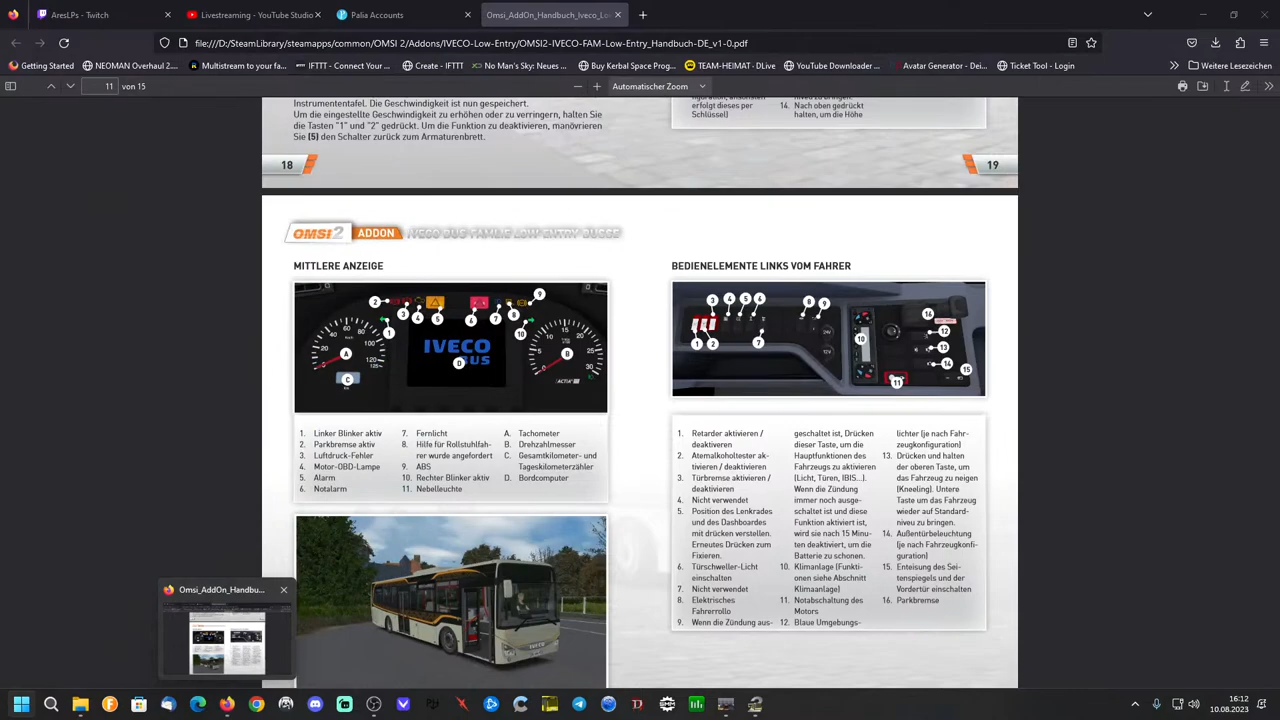 AresLPs - Twitch
Livestreaming - YouTube Studio
Palia Accounts
Omsi_AddOn_Handbuch_Iveco_Lo
file:///D:/SteamLibrary/steamapps/common/OMSI 2/Addons/IVECO-Low-Entry/OMSI2-IVECO-FAM-Low-Entry_Handbuch-DE_v1-0.pdf
Getting Started
NEOMAN Overhaul 2....
Multistream to your fa...
IFTTT - Connect Your ...
Create - IFTTT
No Man's Sky: Neues ...
Buy Kerbal Space Prog...
TEAM-HEIMAT - DLive
YouTube Downloader ...
Avatar Generator - Dei...
Ticket Tool - Login
Weitere Lesezeichen
11 von 15
Automatischer Zoom
Instrumententafel. Die Geschwindigkeit ist nun gespeichert.
Um die eingestellte Geschwindigkeit zu erhöhen oder zu verringern, halten Sie
die Tasten "1" und "2" gedrückt. Um die Funktion zu deaktivieren, manövrieren
Sie (5) den Schalter zurück zum Armaturenbrett.
erfolgt dieses per
Schlüssel)
14. Nach oben gedrückt
halten, um die Höhe
18
19
OMSI 2 ADDON IVECO BUS FAMLIE LOW ENTRY BUSSE
MITTLERE ANZEIGE
IVECO
BUS
1. Linker Blinker aktiv
2. Parkbremse aktiv
3. Luftdruck-Fehler
4. Motor-OBD-Lampe
5. Alarm
6. Notalarm
7. Fernlicht
8. Hilfe für Rollstuhlfah-
rer wurde angefordert
9. ABS
10. Rechter Blinker aktiv
11. Nebelleuchte
A. Tachometer
B. Drehzahlmesser
C. Gesamtkilometer- und
Tageskilometerzähler
D. Bordcomputer
BEDIENELEMENTE LINKS VOM FAHRER
24V
12V
1. Retarder aktivieren /
deaktiveren
2. Atemalkoholtester ak-
tivieren / deaktivieren
3. Türbremse aktivieren /
deaktivieren
4. Nicht verwendet
5. Position des Lenkrades
und des Dashboardes
mit drücken verstellen.
Erneutes Drücken zum
Fixieren.
6. Türschweller-Licht
einschalten
7. Nicht verwendet
8. Elektrisches
Fahrerrollo
9. Wenn die Zündung aus-
geschaltet ist, Drücken
dieser Taste, um die
Hauptfunktionen des
Fahrzeugs zu aktivieren
(Licht, Türen, IBIS...).
Wenn die Zündung
immer noch ausge-
schaltet ist und diese
Funktion aktiviert ist,
wird sie nach 15 Minu-
ten deaktiviert, um die
Batterie zu schonen.
10. Klimanlage (Funkti-
onen siehe Abschnitt
Klimaanlage)
11. Notabschaltung des
Motors
12. Blaue Umgebungs-
lichter (je nach Fahr-
zeugkonfiguration)
13. Drücken und halten
der oberen Taste, um
das Fahrzeug zu neigen
(Kneeling). Untere
Taste um das Fahrzeug
wieder auf Standard-
niveu zu bringen.
14. Außentürbeleuchtung
(je nach Fahrzeugkonfi-
guration)
15. Enteisung des Sei-
tenspiegels und der
Vordertür einschalten
16. Parkbremse
Omsi_AddOn_Handbu...
16:12
10.08.2023